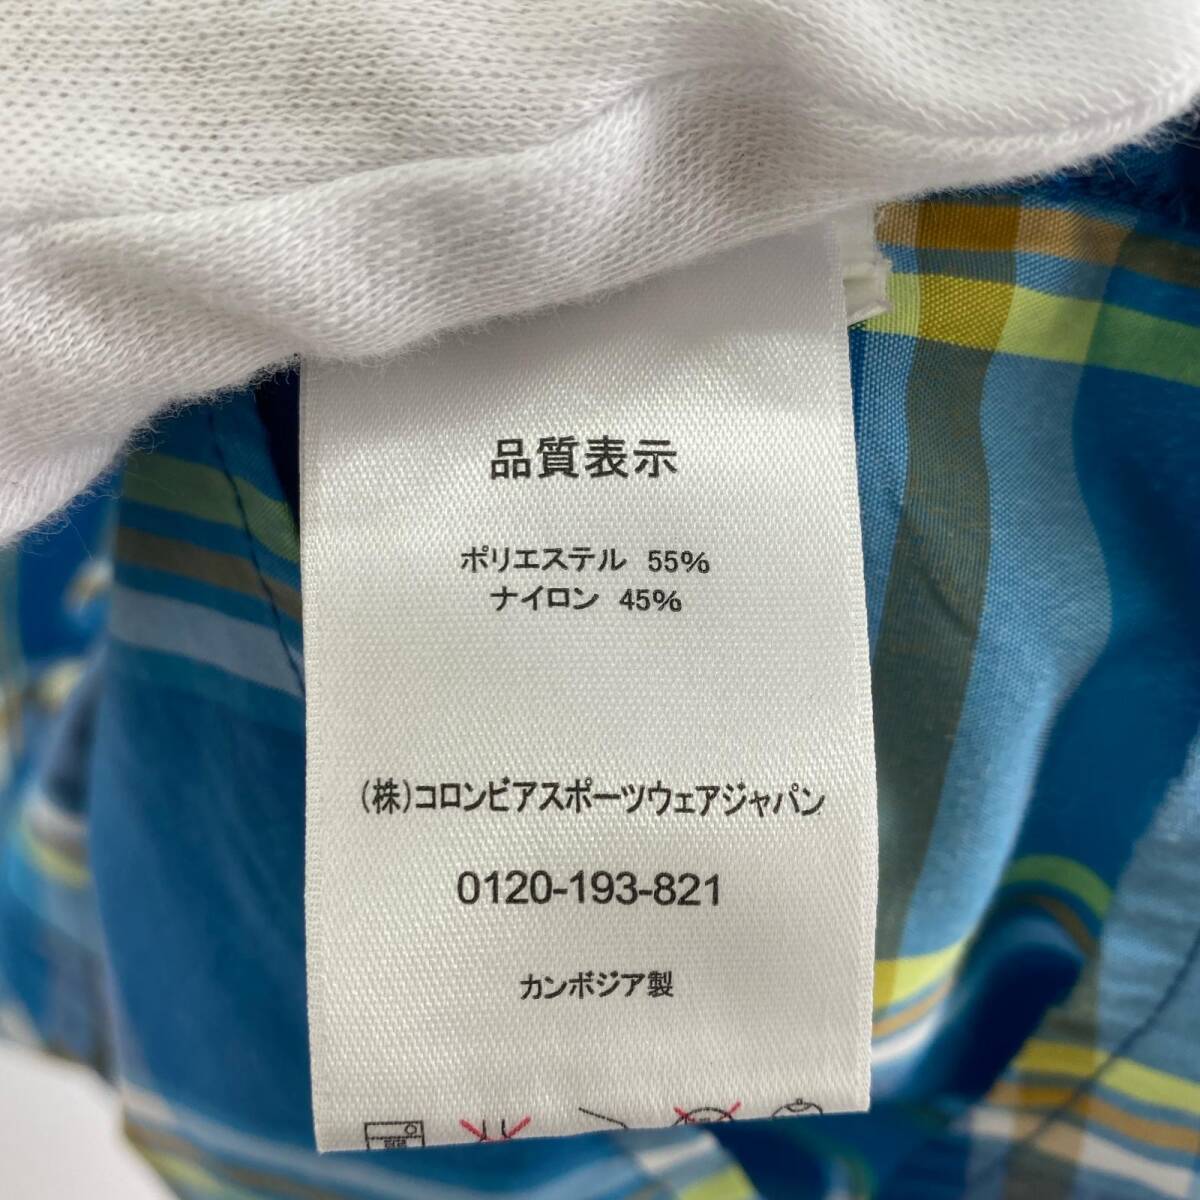 品質表示
ポリエステル 55%
ナイロン 45%
(株)コロンビアスポーツウェアジャパン
0120-193-821
カンボジア製